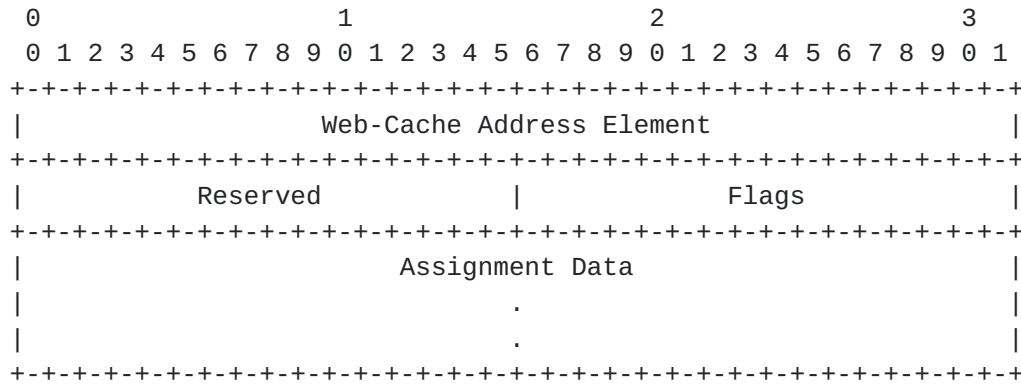 0                   1                   2                   3
 0 1 2 3 4 5 6 7 8 9 0 1 2 3 4 5 6 7 8 9 0 1 2 3 4 5 6 7 8 9 0 1
+-+-+-+-+-+-+-+-+-+-+-+-+-+-+-+-+-+-+-+-+-+-+-+-+-+-+-+-+-+-+-+-+
|                   Web-Cache Address Element                   |
+-+-+-+-+-+-+-+-+-+-+-+-+-+-+-+-+-+-+-+-+-+-+-+-+-+-+-+-+-+-+-+-+
|           Reserved            |             Flags             |
+-+-+-+-+-+-+-+-+-+-+-+-+-+-+-+-+-+-+-+-+-+-+-+-+-+-+-+-+-+-+-+-+
|                        Assignment Data                        |
|                               .                               |
|                               .                               |
+-+-+-+-+-+-+-+-+-+-+-+-+-+-+-+-+-+-+-+-+-+-+-+-+-+-+-+-+-+-+-+-+